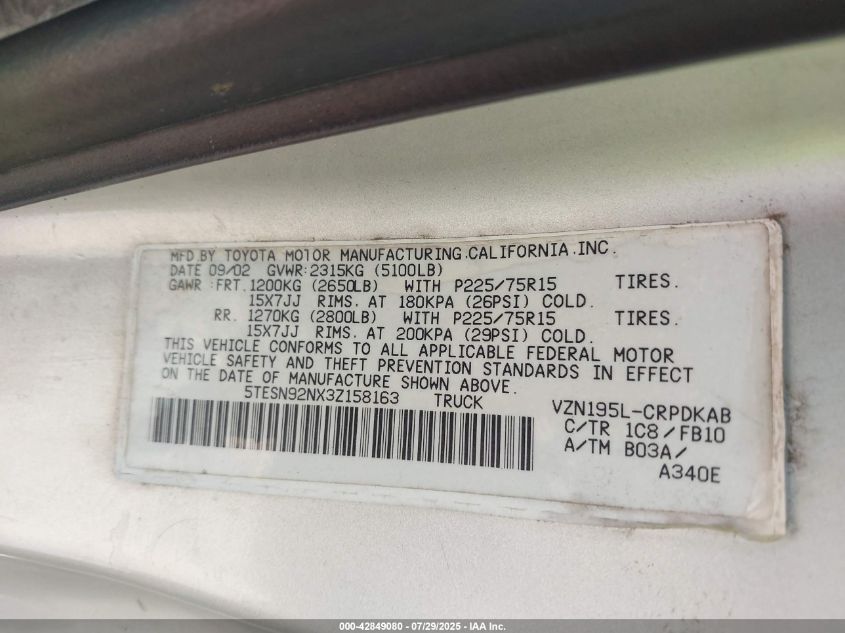 MFD.BY TOYOTA MOTOR MANUFACTURING.CALIFORNIA.INC.
DATE 09/02 GVWR:2315KG (5100LB)
GAWR :FRT.1200KG (2650LB) WITH P225/75R15 TIRES.
15X7JJ RIMS. AT 180KPA (26PSI) COLD.
RR. 1270KG (2800LB) WITH P225/75R15 TIRES.
15X7JJ RIMS. AT 200KPA (29PSI) COLD.
THIS VEHICLE CONFORMS TO ALL APPLICABLE FEDERAL MOTOR
VEHICLE SAFETY AND THEFT PREVENTION STANDARDS IN EFFECT
ON THE DATE OF MANUFACTURE SHOWN ABOVE.
5TESN92NX3Z158163 TRUCK VZN195L-CRPDKAB
C/TR 1C8/FB10
A/TM B03A/
A340E
000-42849080 - 07/29/2025 - IAA Inc.